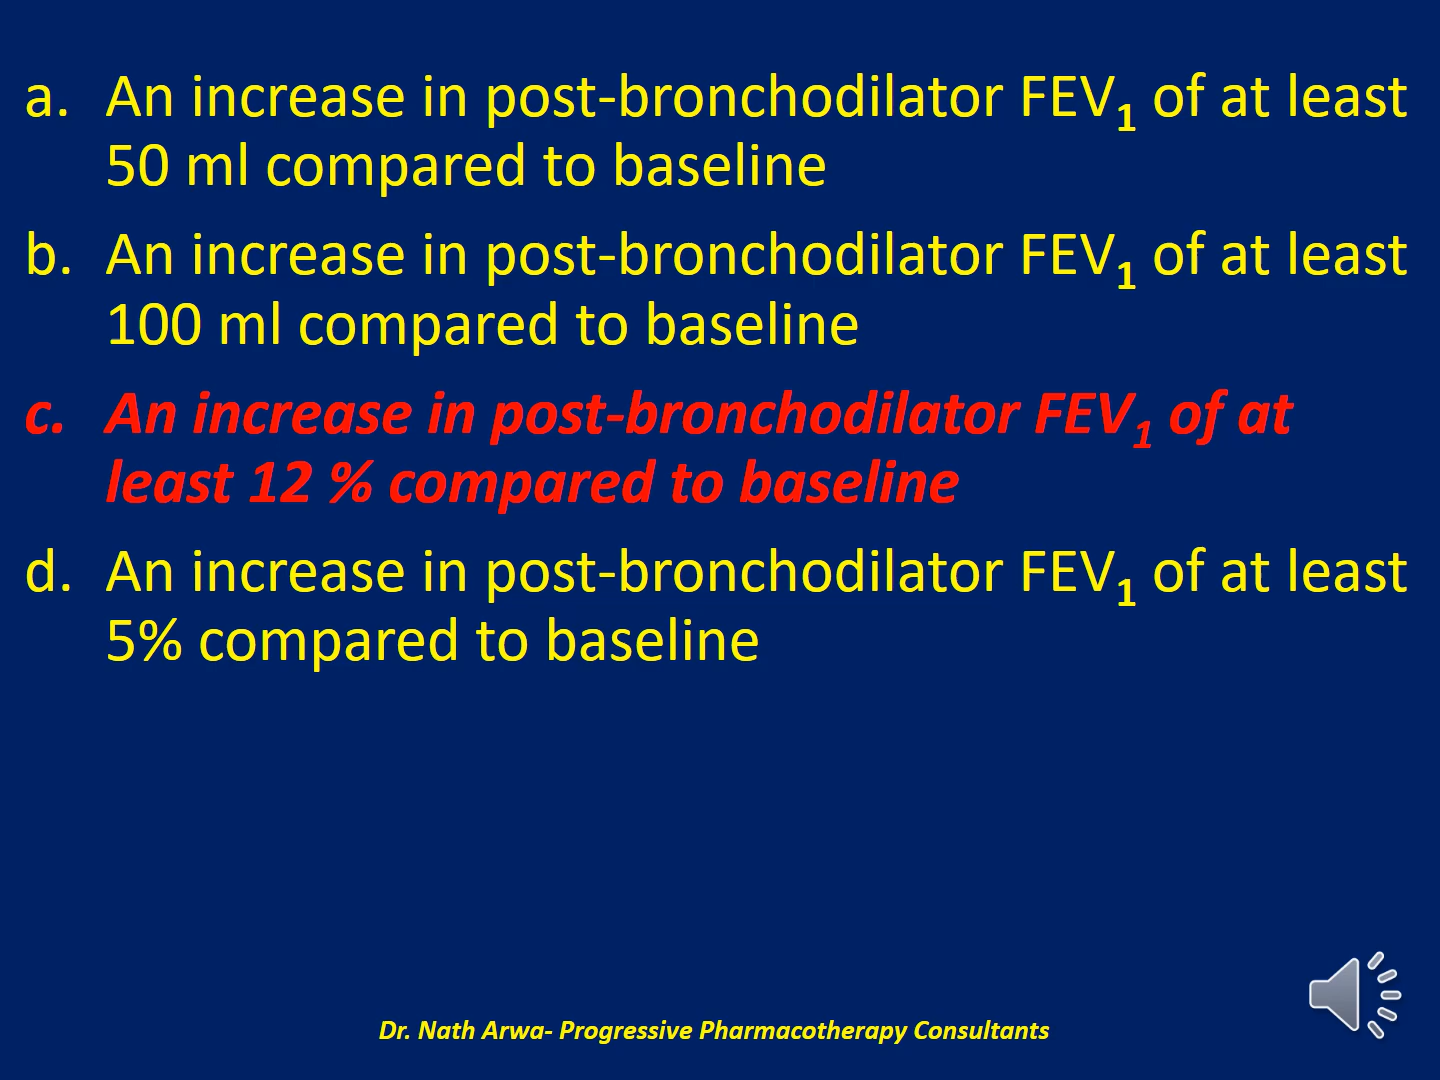 a. An increase in post-bronchodilator FEV₁ of at least
50 ml compared to baseline
b. An increase in post-bronchodilator FEV₁ of at least
100 ml compared to baseline
c. An increase in post-bronchodilator FEV₁ of at
least 12 % compared to baseline
d. An increase in post-bronchodilator FEV₁ of at least
5% compared to baseline
Dr. Nath Arwa- Progressive Pharmacotherapy Consultants